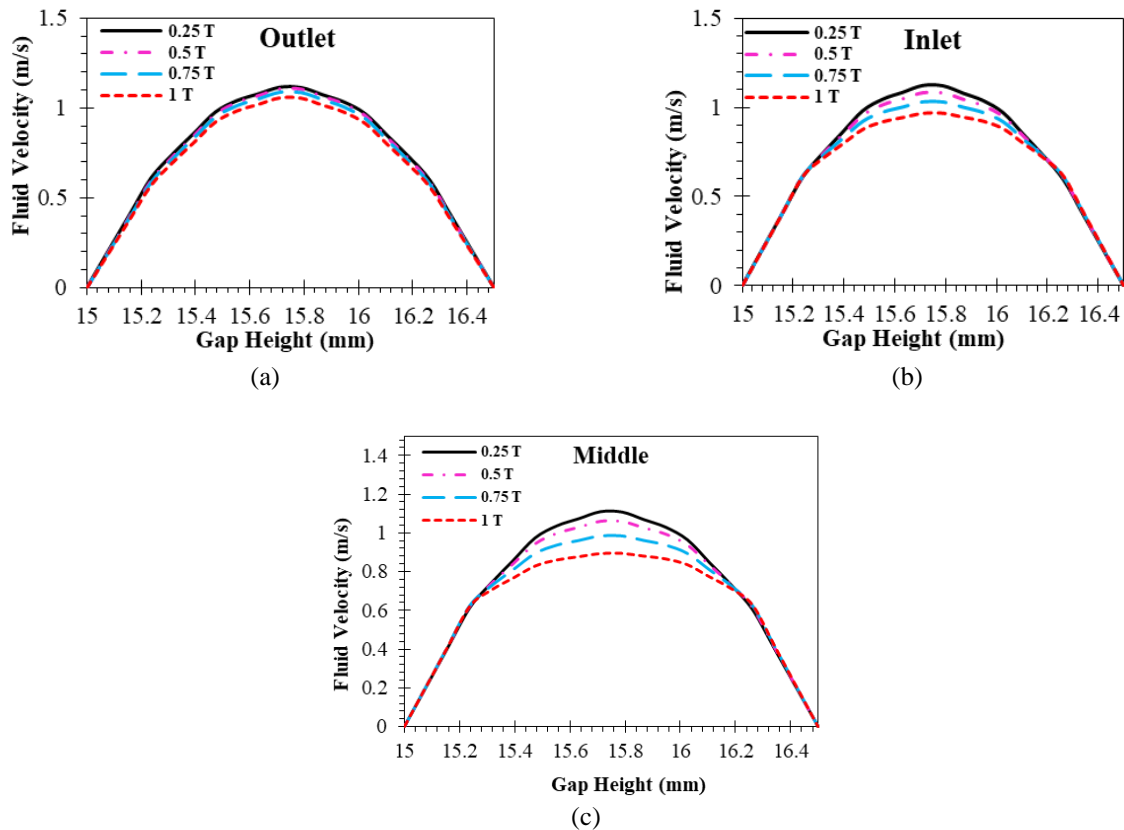 Outlet
0.25 T
0.5 T
0.75 T
1 T
Fluid Velocity (m/s)
1.5
1
0.5
0
15 15.2 15.4 15.6 15.8 16 16.2 16.4
Gap Height (mm)
(a)
Inlet
0.25 T
0.5 T
0.75 T
1 T
Fluid Velocity (m/s)
1.5
1
0.5
0
15 15.2 15.4 15.6 15.8 16 16.2 16.4
Gap Height (mm)
(b)
Middle
0.25 T
0.5 T
0.75 T
1 T
Fluid Velocity (m/s)
1.4
1.2
1
0.8
0.6
0.4
0.2
0
15 15.2 15.4 15.6 15.8 16 16.2 16.4
Gap Height (mm)
(c)